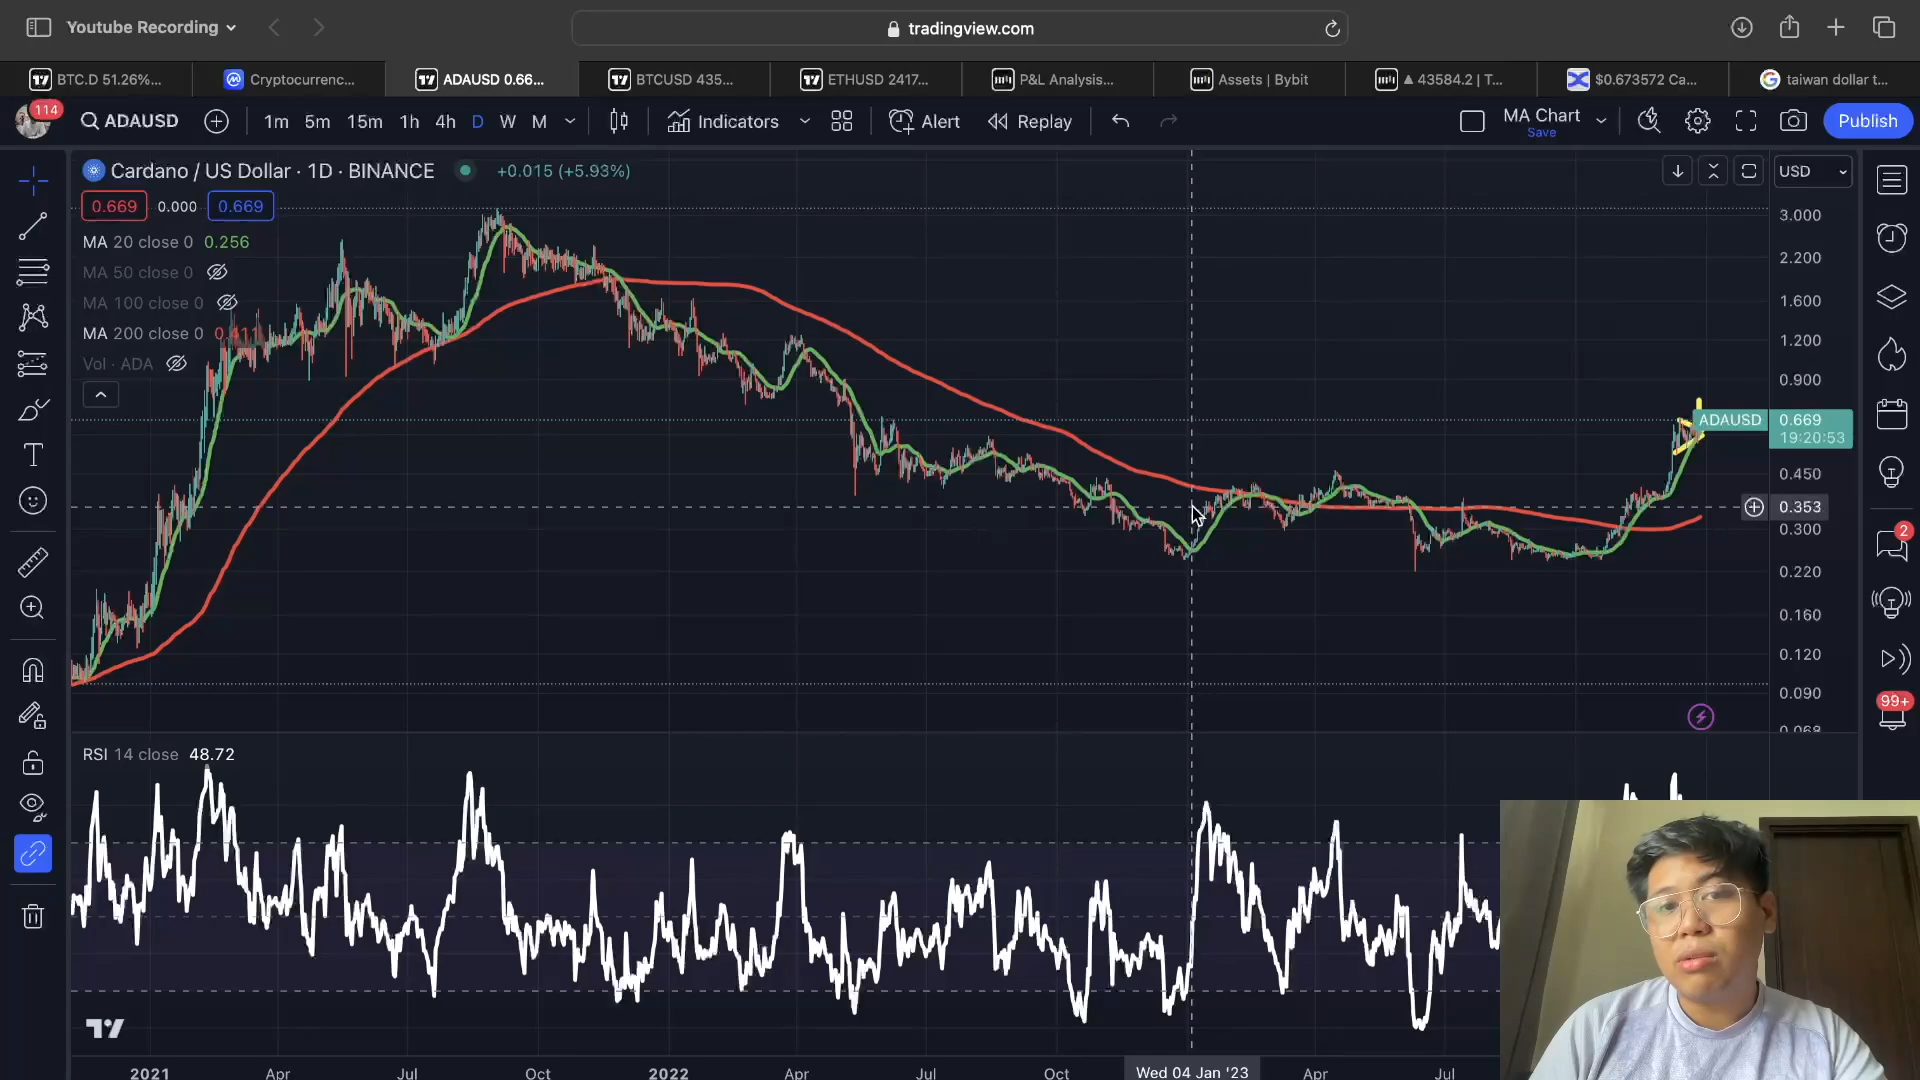 Youtube Recording
tradingview.com
BTC.D 51.26%...
Cryptocurrenc...
ADAUSD 0.66...
BTCUSD 435...
ETHUSD 2417...
P&L Analysis...
Assets | Bybit
▲ 43584.2 | T...
$0.673572 Ca...
taiwan dollar t...
114
ADAUSD
1m 5m 15m 1h 4h D W M
Indicators
Alert
Replay
MA Chart
Save
Publish
Cardano / US Dollar · 1D · BINANCE
+0.015 (+5.93%)
USD
0.669 0.000 0.669
MA 20 close 0 0.256
MA 50 close 0
MA 100 close 0
MA 200 close 0 0.411
Vol · ADA
3.000
2.200
1.600
1.200
0.900
ADAUSD 0.669
19:20:53
0.450
0.353
0.300
0.220
0.160
0.120
0.090
0.068
2
99+
RSI 14 close 48.72
2021 Apr Jul Oct 2022 Apr Jul Oct Wed 04 Jan '23 Apr Jul